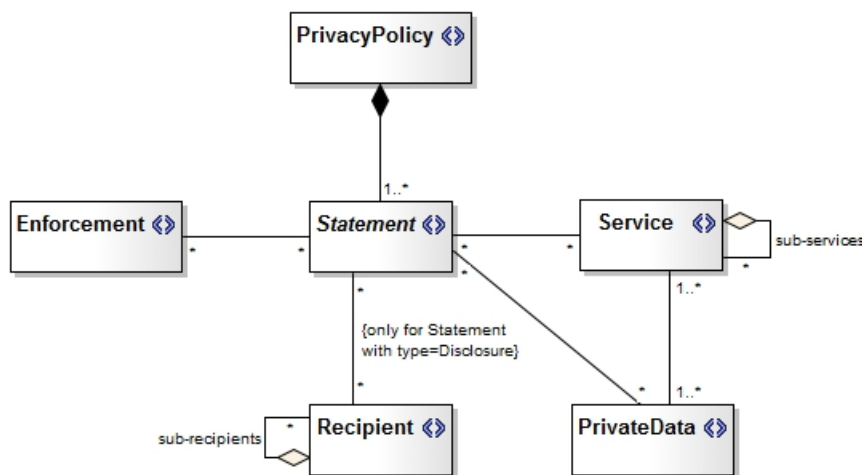 PrivacyPolicy
1..*
Enforcement
Statement
Service
* *
* *
sub-services
*
* * 1..*
{only for Statement
with type=Disclosure}
* * 1..*
sub-recipients
*
Recipient
PrivateData